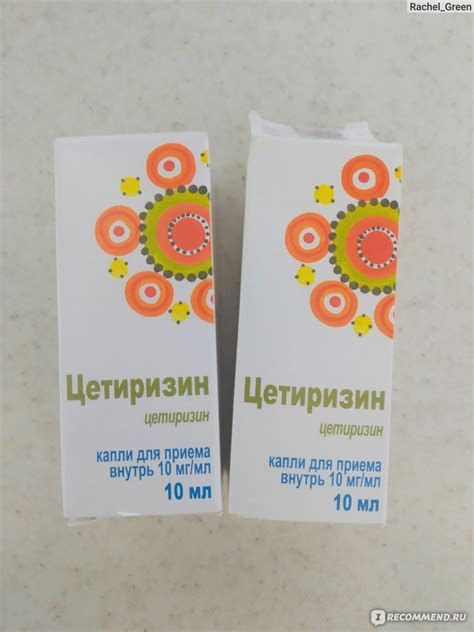 Rachel_Green
Цетиризин
цетиризин
капли для приема
внутрь 10 мг/мл
10 мл
Цетиризин
цетиризин
капли для приема
внутрь 10 мг/мл
10 мл
I RECOMMEND.RU